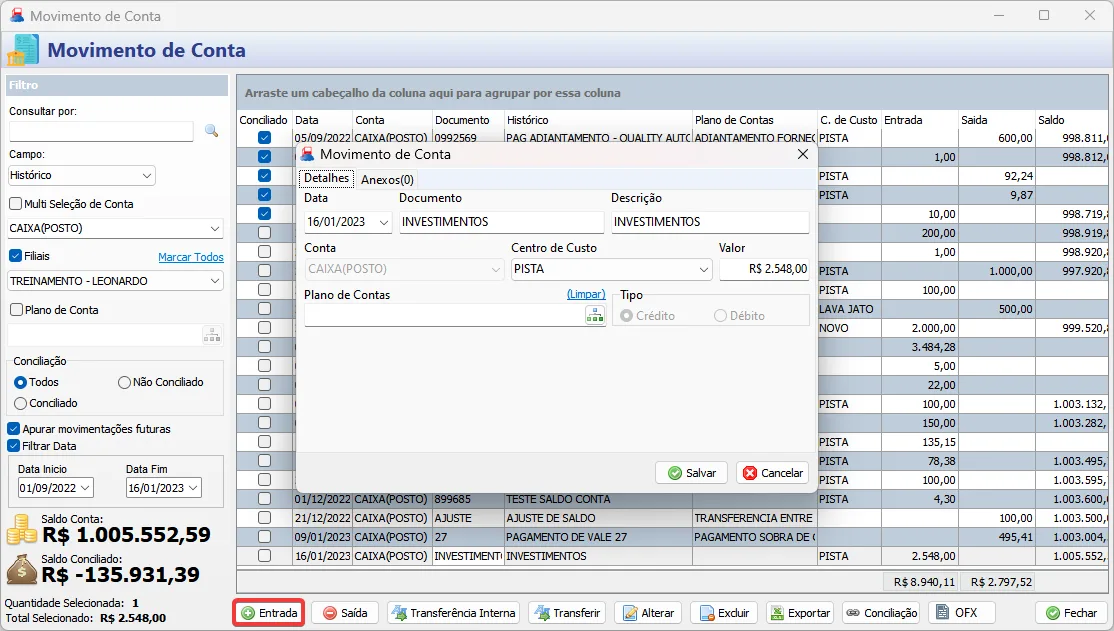 Movimento de Conta
Movimento de Conta
Filtro
Consultar por:
Campo:
Histórico
Multi Seleção de Conta
CAIXA(POSTO)
Filiais Marcar Todos
TREINAMENTO - LEONARDO
Plano de Conta
Conciliação
Todos Não Conciliado
Conciliado
Apurar movimentações futuras
Filtrar Data
Data Inicio Data Fim
01/09/2022 16/01/2023
Saldo Conta:
R$ 1.005.552,59
Saldo Conciliado:
R$ -135.931,39
Quantidade Selecionada: 1
Total Selecionado: R$ 2.548,00
Arraste um cabeçalho da coluna aqui para agrupar por essa coluna
Conciliado Data Conta Documento Histórico Plano de Contas C. de Custo Entrada Saida Saldo
05/09/2022 CAIXA(POSTO) 0992569 PAG ADIANTAMENTO - QUALITY AUTO ADIANTAMENTO FORNEC PISTA 600,00 998.811,
1,00 998.812,
PISTA 92,24
PISTA 9,87
10,00 998.719,
200,00 998.919,
1,00 998.920,
PISTA 1.000,00 997.920,
PISTA 100,00
LAVA JATO 500,00
NOVO 2.000,00 999.520,
3.484,28
5,00
22,00
PISTA 100,00 1.003.132,
150,00 1.003.282,
PISTA 135,15
PISTA 78,38 1.003.495,
PISTA 100,00 1.003.595,
01/12/2022 CAIXA(POSTO) 899685 TESTE SALDO CONTA PISTA 4,30 1.003.600,
21/12/2022 CAIXA(POSTO) AJUSTE AJUSTE DE SALDO TRANSFERENCIA ENTRE 100,00 1.003.500,
09/01/2023 CAIXA(POSTO) 27 PAGAMENTO DE VALE 27 PAGAMENTO SOBRA DE C 495,41 1.003.004,
16/01/2023 CAIXA(POSTO) INVESTIMENT INVESTIMENTOS PISTA 2.548,00 1.005.552,
R$ 8.940,11 R$ 2.797,52
Movimento de Conta
Detalhes Anexos(0)
Data Documento Descrição
16/01/2023 INVESTIMENTOS INVESTIMENTOS
Conta Centro de Custo Valor
CAIXA(POSTO) PISTA R$ 2.548,00
Plano de Contas (Limpar) Tipo
Crédito Débito
Salvar Cancelar
Entrada Saída Transferência Interna Transferir Alterar Excluir Exportar Conciliação OFX Fechar